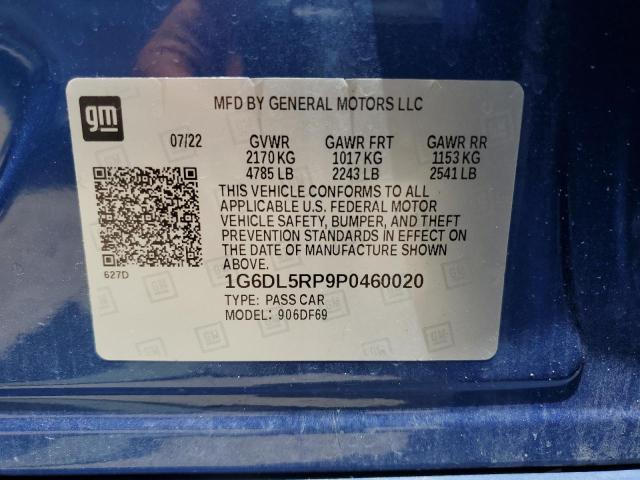 gm
MFD BY GENERAL MOTORS LLC
07/22 GVWR GAWR FRT GAWR RR
2170 KG 1017 KG 1153 KG
4785 LB 2243 LB 2541 LB
THIS VEHICLE CONFORMS TO ALL
APPLICABLE U.S. FEDERAL MOTOR
VEHICLE SAFETY, BUMPER, AND THEFT
PREVENTION STANDARDS IN EFFECT ON
THE DATE OF MANUFACTURE SHOWN
ABOVE.
627D
1G6DL5RP9P0460020
TYPE: PASS CAR
MODEL: 906DF69